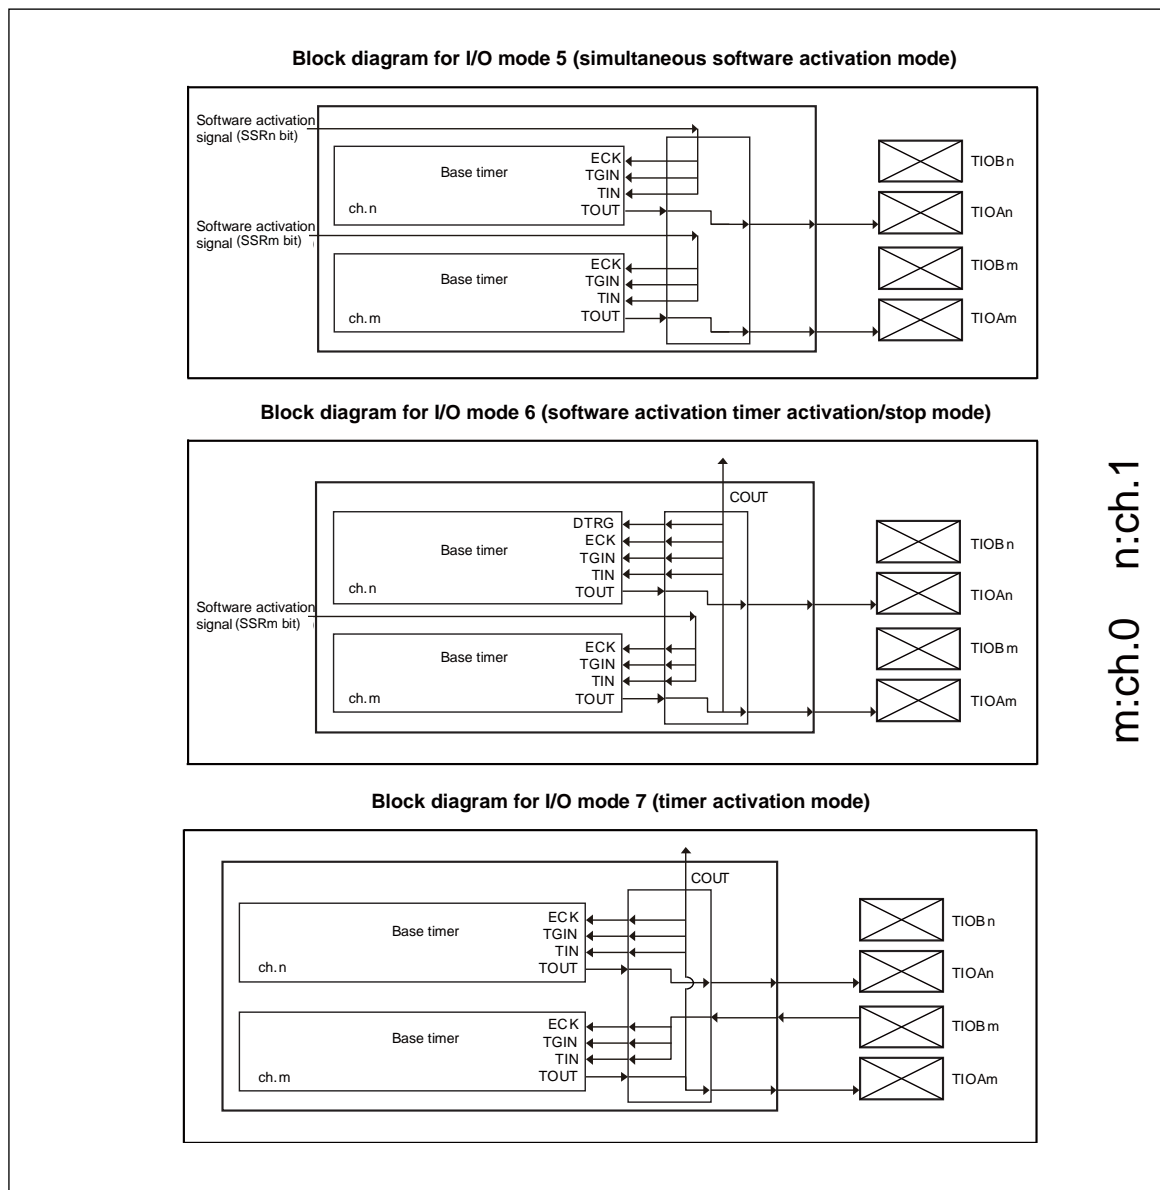 Block diagram for I/O mode 5 (simultaneous software activation mode)
Software activation
signal (SSRn bit)
Base timer
ch.n
ECK
TGIN
TIN
TOUT
Software activation
signal (SSRm bit)
Base timer
ch.m
ECK
TGIN
TIN
TOUT
TIOBn
TIOAn
TIOBm
TIOAm
Block diagram for I/O mode 6 (software activation timer activation/stop mode)
COUT
Base timer
ch.n
DTRG
ECK
TGIN
TIN
TOUT
Software activation
signal (SSRm bit)
Base timer
ch.m
ECK
TGIN
TIN
TOUT
TIOBn
TIOAn
TIOBm
TIOAm
m:ch.0 n:ch.1
Block diagram for I/O mode 7 (timer activation mode)
COUT
Base timer
ch.n
ECK
TGIN
TIN
TOUT
Base timer
ch.m
ECK
TGIN
TIN
TOUT
TIOBn
TIOAn
TIOBm
TIOAm